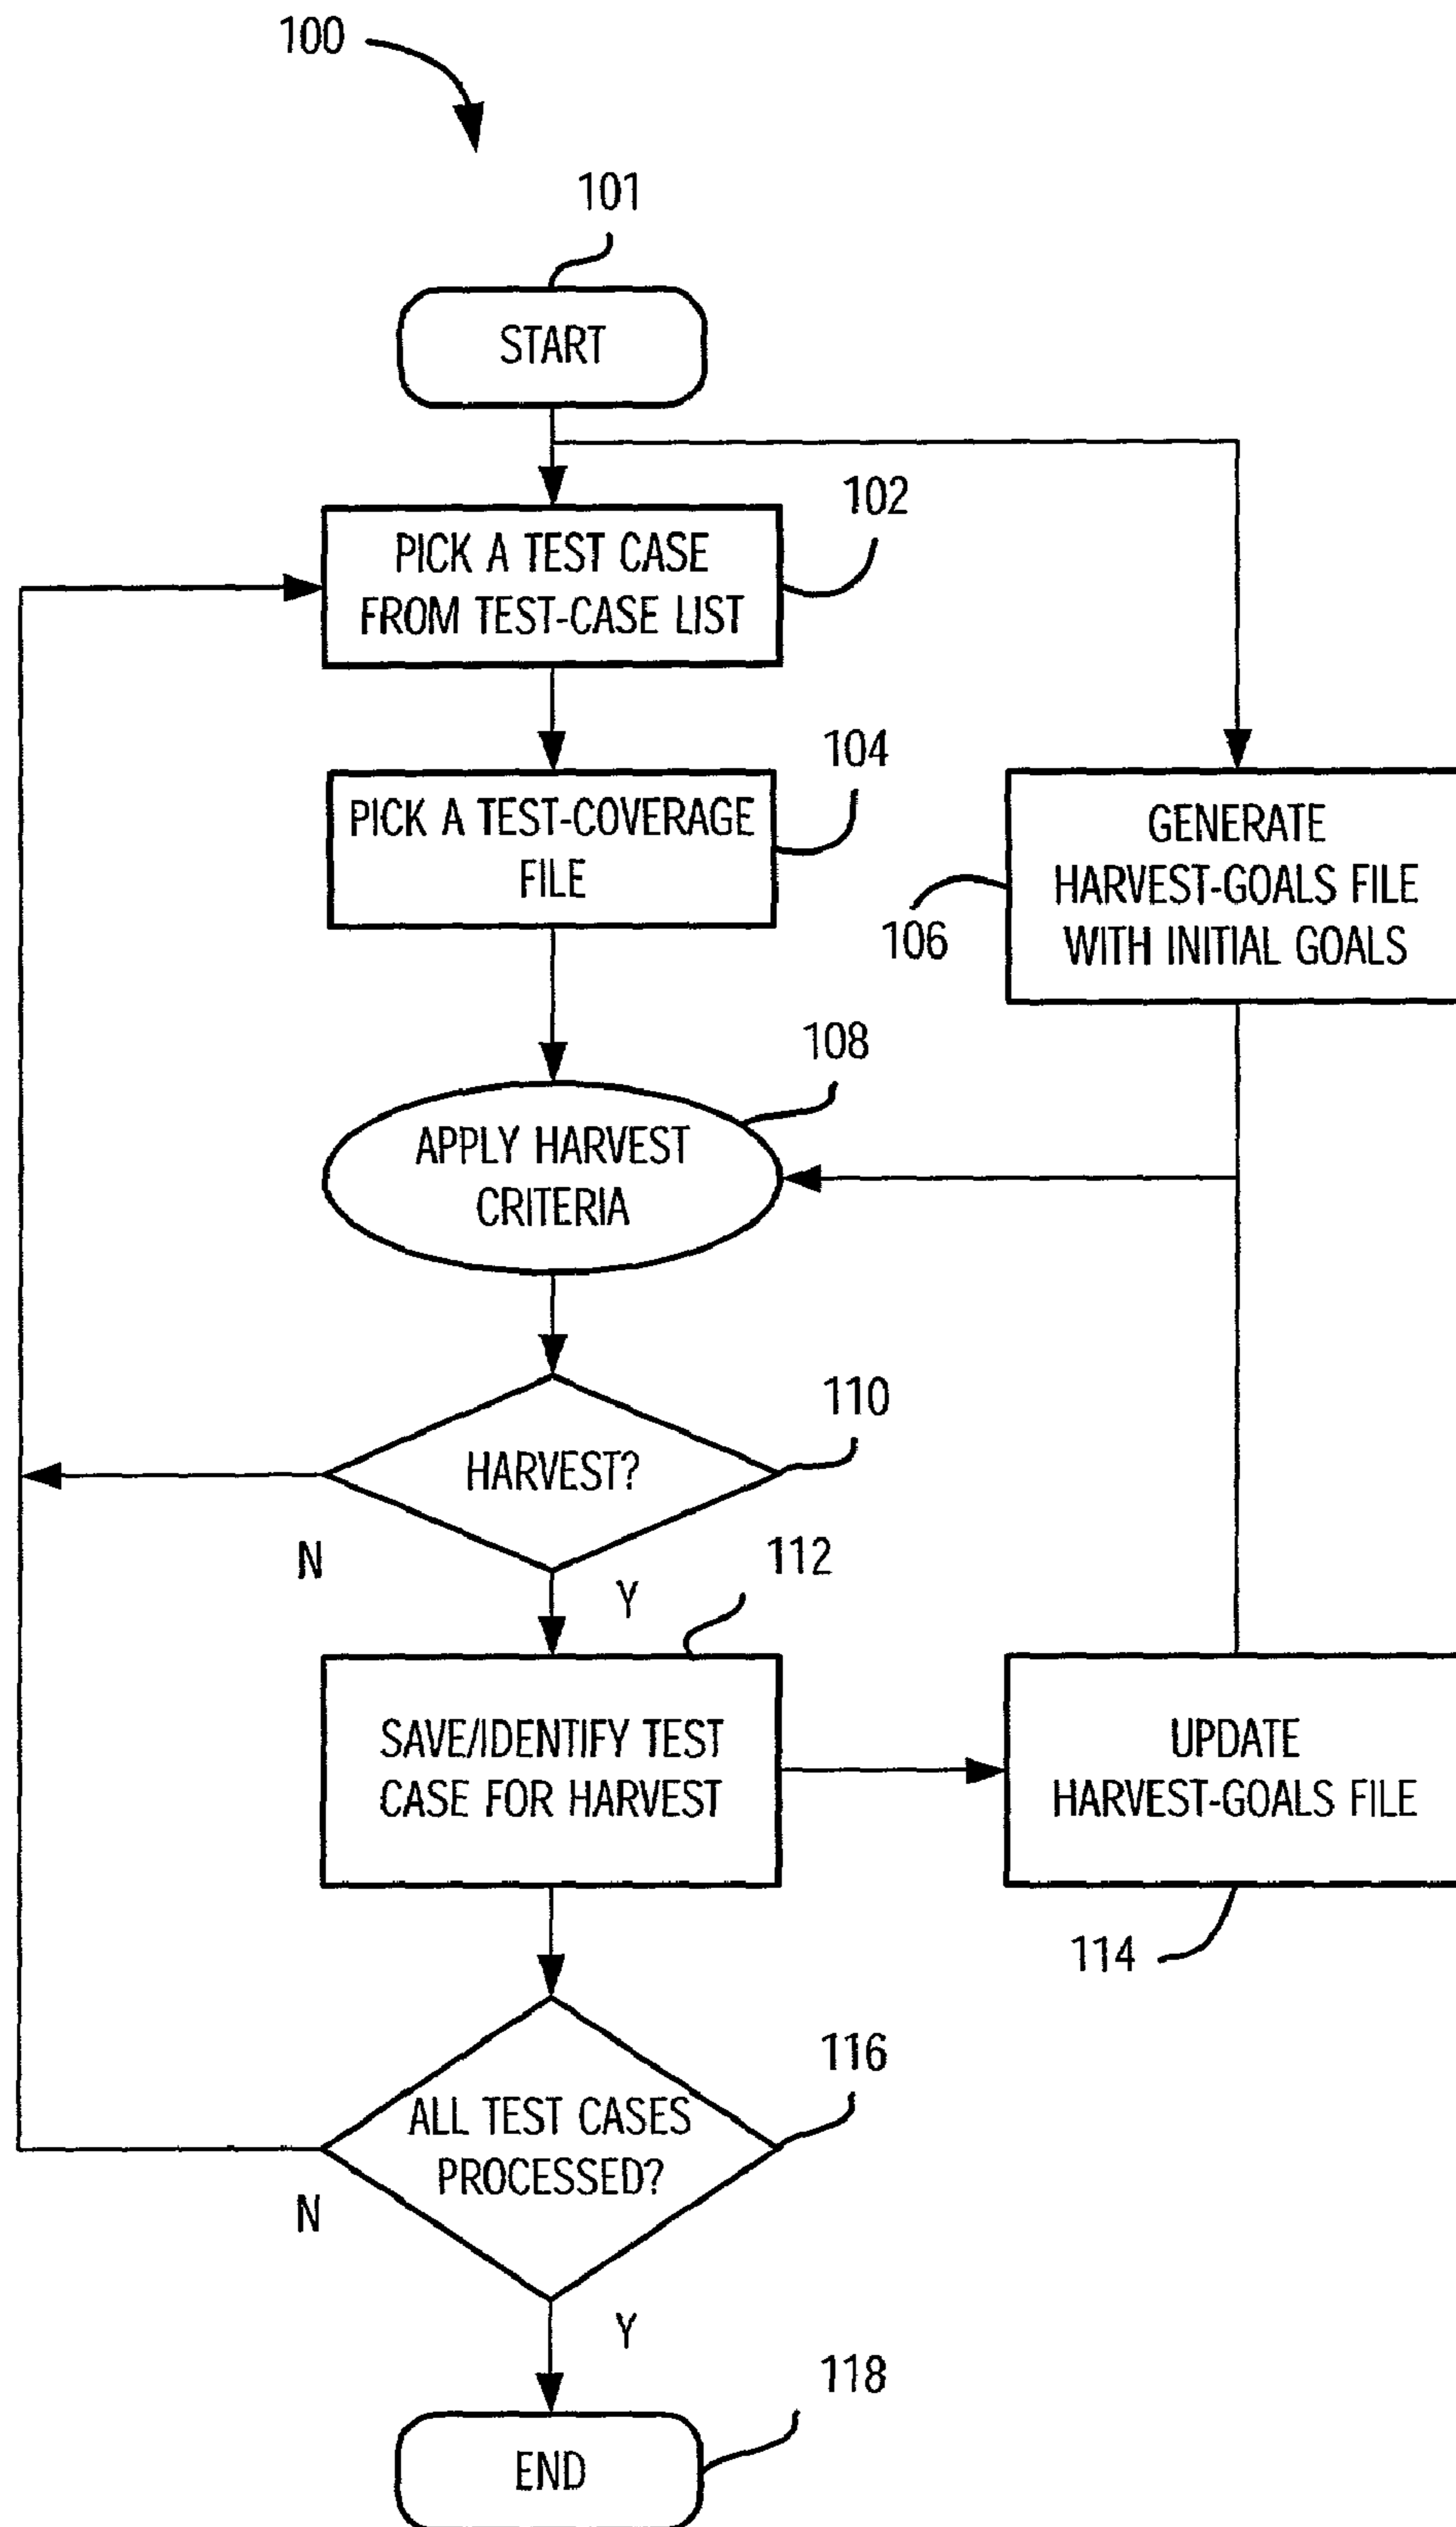 100
101
START
102
PICK A TEST CASE
FROM TEST-CASE LIST
104
PICK A TEST-COVERAGE
FILE
GENERATE
HARVEST-GOALS FILE
WITH INITIAL GOALS
106
108
APPLY HARVEST
CRITERIA
110
HARVEST?
N
Y
112
SAVE/IDENTIFY TEST
CASE FOR HARVEST
UPDATE
HARVEST-GOALS FILE
114
116
ALL TEST CASES
PROCESSED?
N
Y
118
END